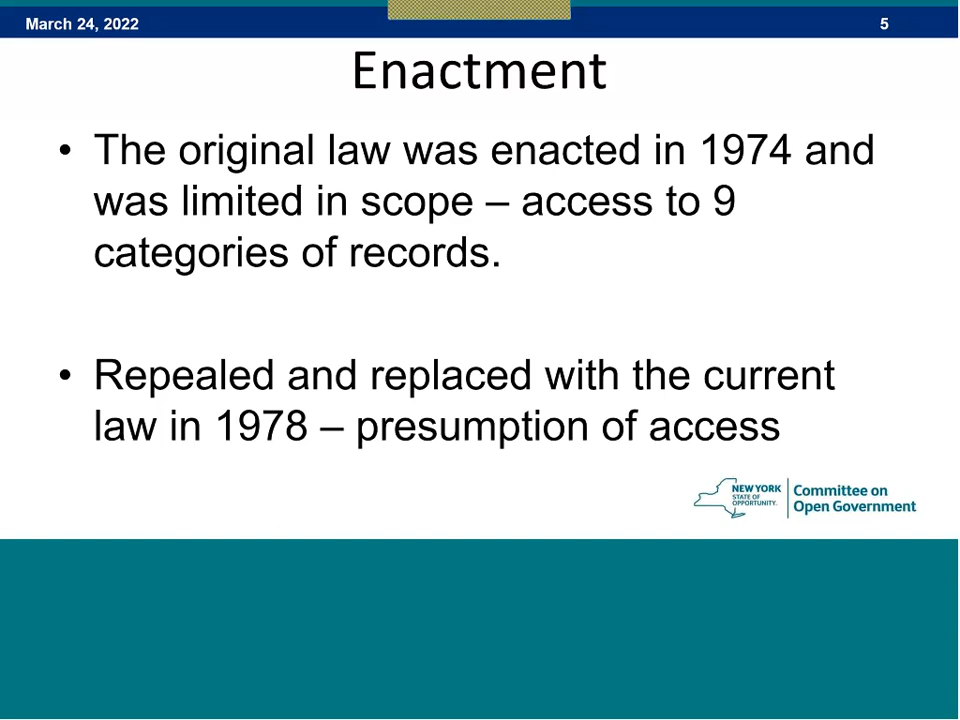 March 24, 2022 5
Enactment
• The original law was enacted in 1974 and
was limited in scope – access to 9
categories of records.
• Repealed and replaced with the current
law in 1978 – presumption of access
NEW YORK
STATE OF
OPPORTUNITY.
Committee on
Open Government